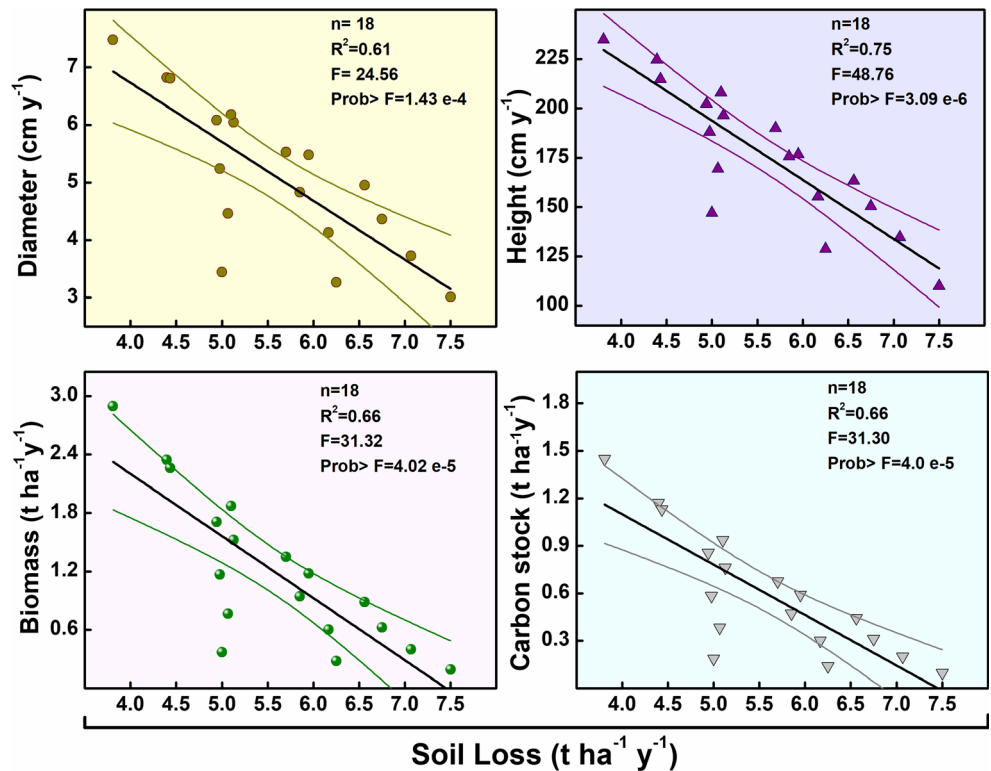 Diameter (cm y⁻¹)
7
6
5
4
3
n= 18
R²=0.61
F= 24.56
Prob> F=1.43 e-4
4.0 4.5 5.0 5.5 6.0 6.5 7.0 7.5
Height (cm y⁻¹)
225
200
175
150
125
100
n=18
R²=0.75
F=48.76
Prob> F=3.09 e-6
4.0 4.5 5.0 5.5 6.0 6.5 7.0 7.5
Biomass (t ha⁻¹y⁻¹)
3.0
2.4
1.8
1.2
0.6
n=18
R²=0.66
F=31.32
Prob> F=4.02 e-5
4.0 4.5 5.0 5.5 6.0 6.5 7.0 7.5
Carbon stock (t ha⁻¹y⁻¹)
1.8
1.5
1.2
0.9
0.6
0.3
n=18
R²=0.66
F=31.30
Prob> F=4.0 e-5
4.0 4.5 5.0 5.5 6.0 6.5 7.0 7.5
Soil Loss (t ha⁻¹ y⁻¹)